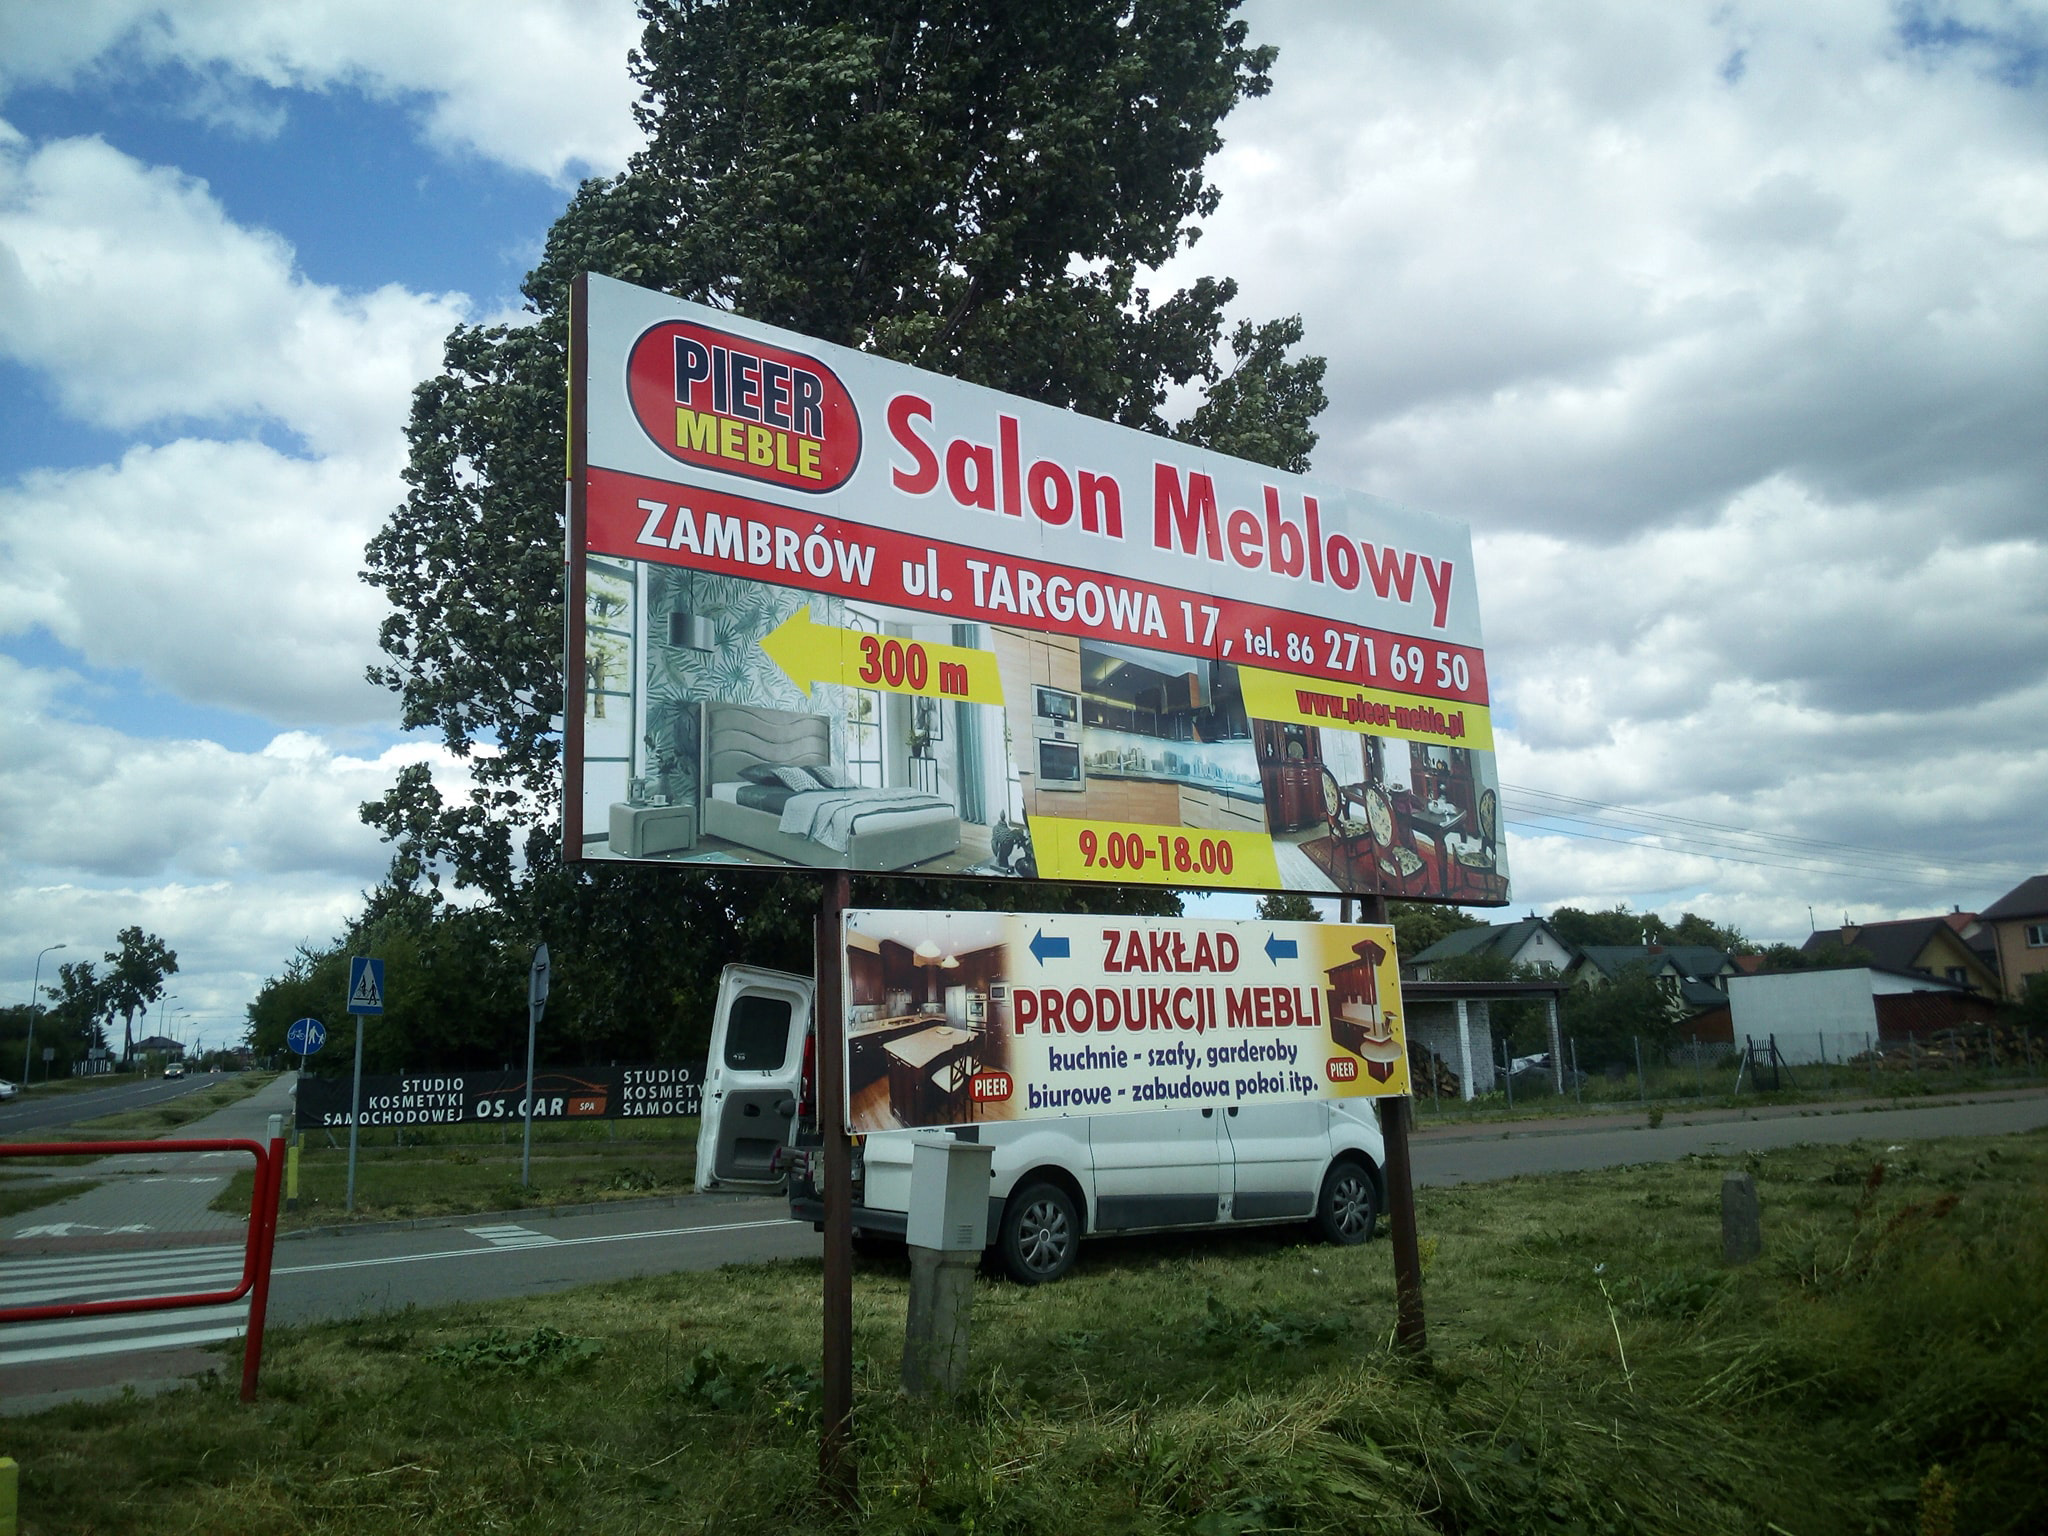 PIEER
MEBLE
Salon Meblowy
ZAMBRÓW ul. TARGOWA 17, tel. 86 271 69 50
300 m
www.pieer-meble.pl
9.00-18.00
ZAKŁAD
PRODUKCJI MEBLI
kuchnie - szafy, garderoby
biurowe - zabudowa pokoi itp.
PIEER
PIEER
STUDIO
KOSMETYKI
SAMOCHODOWEJ
OS.CAR SPA
STUDIO
KOSMETY
SAMOCH